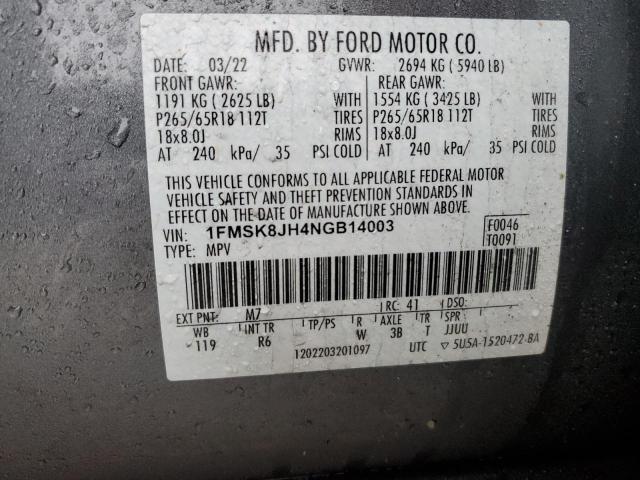 MFD. BY FORD MOTOR CO.
DATE: 03/22 GVWR: 2694 KG ( 5940 LB)
FRONT GAWR: REAR GAWR:
1191 KG ( 2625 LB) WITH 1554 KG ( 3425 LB) WITH
P265/65R18 112T TIRES P265/65R18 112T TIRES
18x8.0J RIMS 18x8.0J RIMS
AT 240 kPa/ 35 PSI COLD AT 240 kPa/ 35 PSI COLD
THIS VEHICLE CONFORMS TO ALL APPLICABLE FEDERAL MOTOR
VEHICLE SAFETY AND THEFT PREVENTION STANDARDS IN
EFFECT ON THE DATE OF MANUFACTURE SHOWN ABOVE.
VIN: 1FMSK8JH4NGB14003 F0046
TYPE: MPV T0091
EXT PNT: M7 RC: 41 DSO:
WB INT TR TP/PS R AXLE TR SPR
119 R6 W 3B T JJUU
1202203201097 UTC ▽ 5U5A-1520472-BA